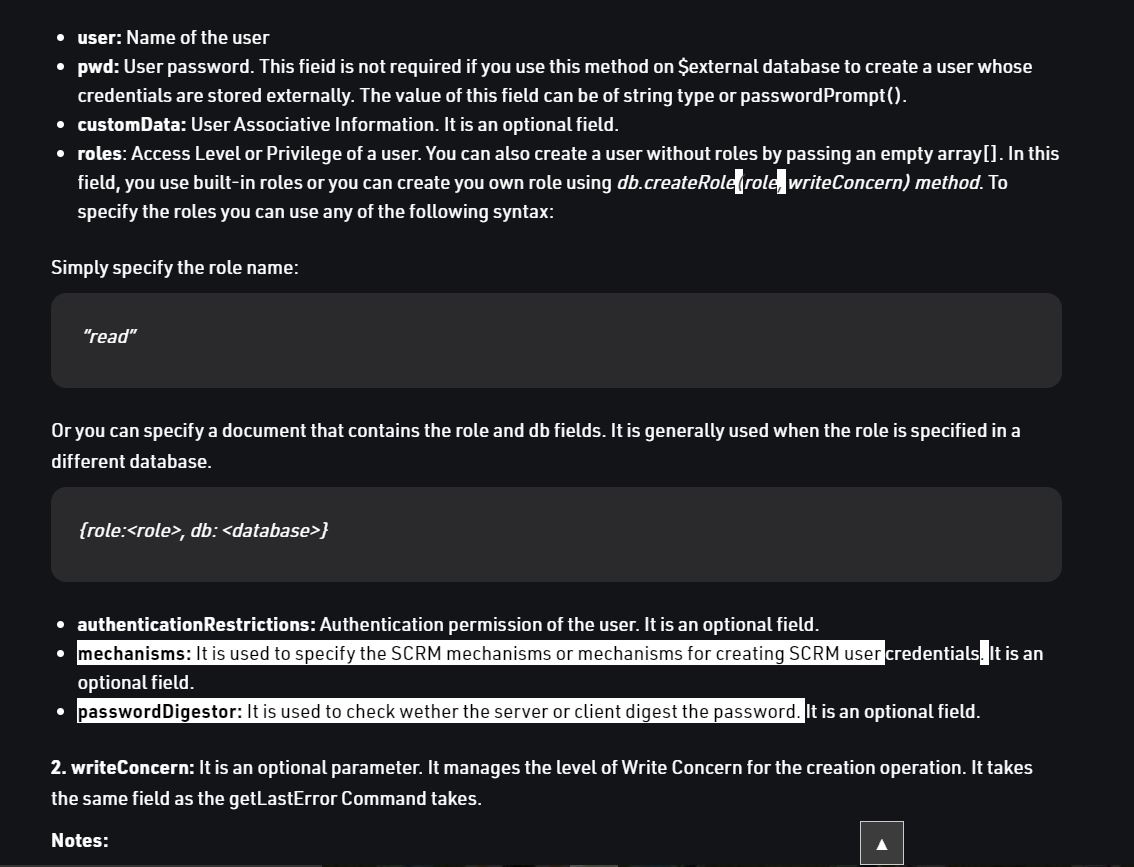 • user: Name of the user
• pwd: User password. This fieid is not required if you use this method on $external database to create a user whose
credentials are stored externally. The value of this field can be of string type or passwordPrompt().
• customData: User Associative Information. It is an optional field.
• roles: Access Level or Privilege of a user. You can also create a user without roles by passing an empty array[]. In this
field, you use built-in roles or you can create you own role using db.createRole(role, writeConcern) method. To
specify the roles you can use any of the following syntax:
Simply specify the role name:
“read”
Or you can specify a document that contains the role and db fields. It is generally used when the role is specified in a
different database.
{role:<role>, db: <database>}
• authenticationRestrictions: Authentication permission of the user. It is an optional field.
• mechanisms: It is used to specify the SCRM mechanisms or mechanisms for creating SCRM user credentials. It is an
optional field.
• passwordDigestor: It is used to check wether the server or client digest the password. It is an optional field.
2. writeConcern: It is an optional parameter. It manages the level of Write Concern for the creation operation. It takes
the same field as the getLastError Command takes.
Notes:
▲